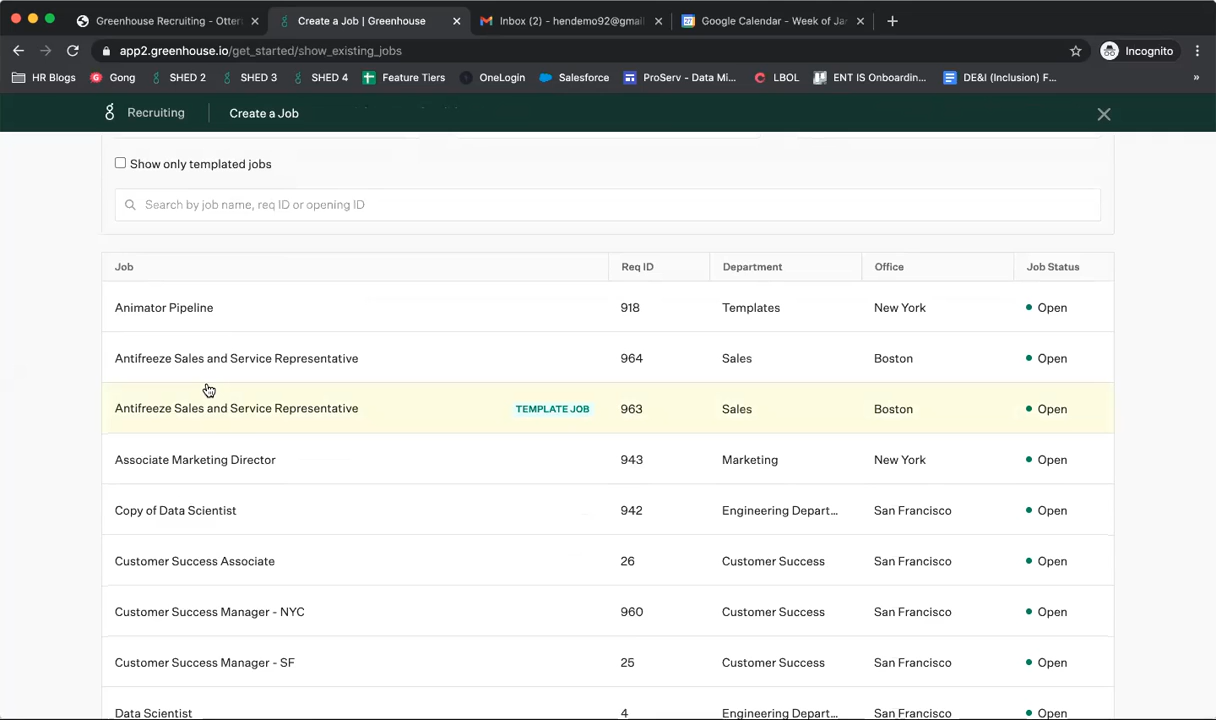 Greenhouse Recruiting - Otter
Create a Job | Greenhouse
Inbox (2) - hendemo92@gmail
Google Calendar - Week of Jan
app2.greenhouse.io/get_started/show_existing_jobs
Incognito
HR Blogs
Gong
SHED 2
SHED 3
SHED 4
Feature Tiers
OneLogin
Salesforce
ProServ - Data Mi...
LBOL
ENT IS Onboardin...
DE&I (Inclusion) F...
»
Recruiting
Create a Job
Show only templated jobs
Search by job name, req ID or opening ID
Job Req ID Department Office Job Status
Animator Pipeline 918 Templates New York Open
Antifreeze Sales and Service Representative 964 Sales Boston Open
Antifreeze Sales and Service Representative TEMPLATE JOB 963 Sales Boston Open
Associate Marketing Director 943 Marketing New York Open
Copy of Data Scientist 942 Engineering Depart... San Francisco Open
Customer Success Associate 26 Customer Success San Francisco Open
Customer Success Manager - NYC 960 Customer Success San Francisco Open
Customer Success Manager - SF 25 Customer Success San Francisco Open
Data Scientist 4 Engineering Depart... San Francisco Open